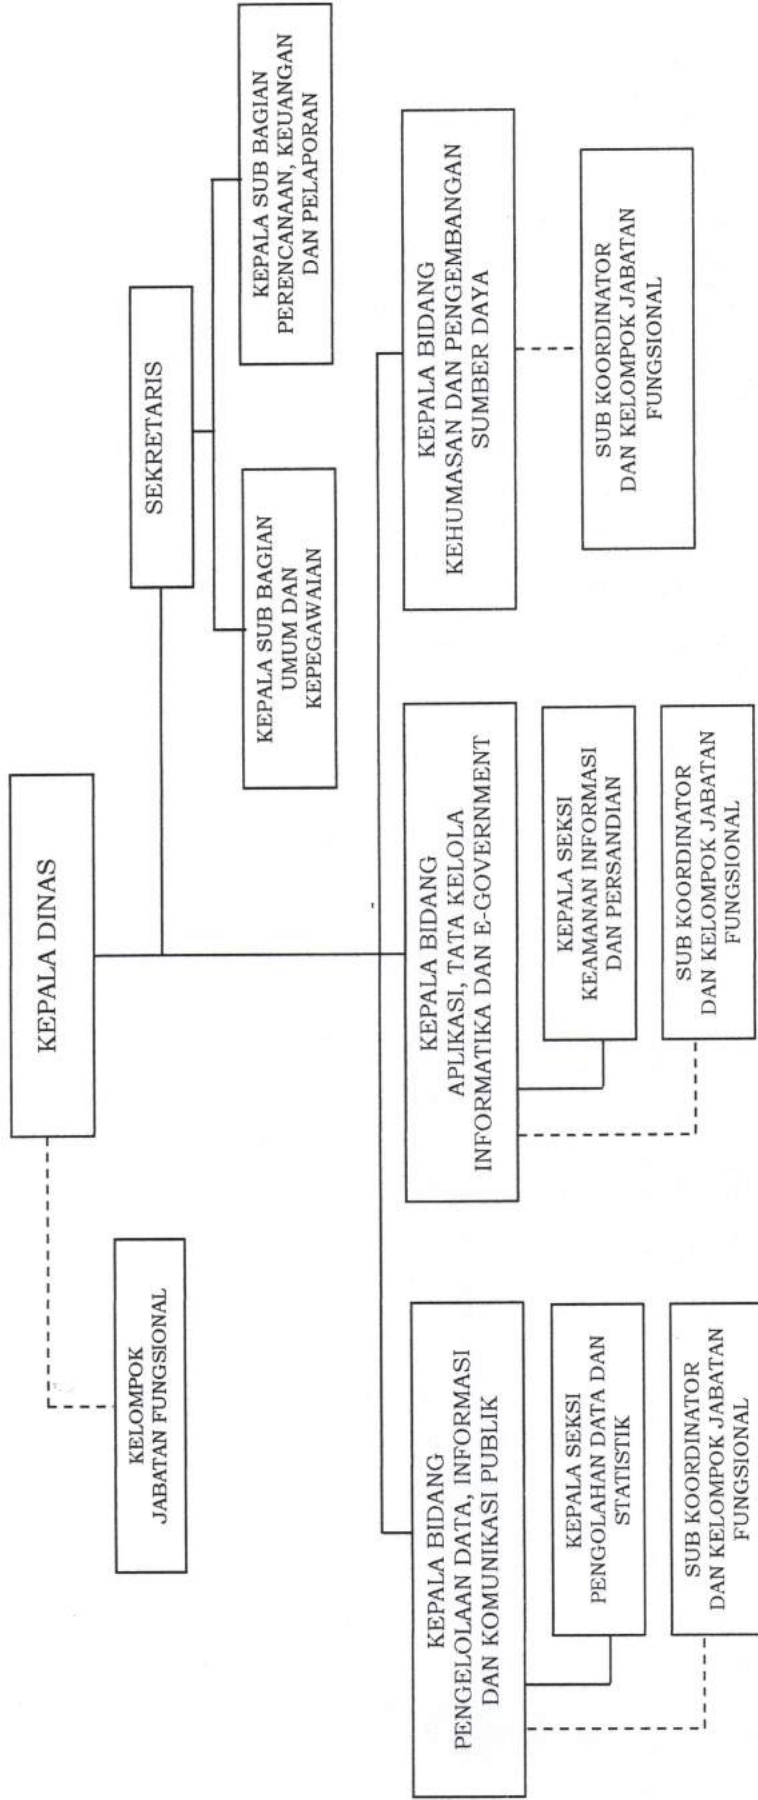 KEPALA DINAS
KELOMPOK
JABATAN FUNGSIONAL
SEKRETARIS
KEPALA SUB BAGIAN
UMUM DAN
KEPEGAWAIAN
KEPALA SUB BAGIAN
PERENCANAAN, KEUANGAN
DAN PELAPORAN
KEPALA BIDANG
PENGELOLAAN DATA, INFORMASI
DAN KOMUNIKASI PUBLIK
KEPALA SEKSI
PENGOLAHAN DATA DAN
STATISTIK
SUB KOORDINATOR
DAN KELOMPOK JABATAN
FUNGSIONAL
KEPALA BIDANG
APLIKASI, TATA KELOLA
INFORMATIKA DAN E-GOVERNMENT
KEPALA SEKSI
KEAMANAN INFORMASI
DAN PERSANDIAN
SUB KOORDINATOR
DAN KELOMPOK JABATAN
FUNGSIONAL
KEPALA BIDANG
KEHUMASAN DAN PENGEMBANGAN
SUMBER DAYA
SUB KOORDINATOR
DAN KELOMPOK JABATAN
FUNGSIONAL